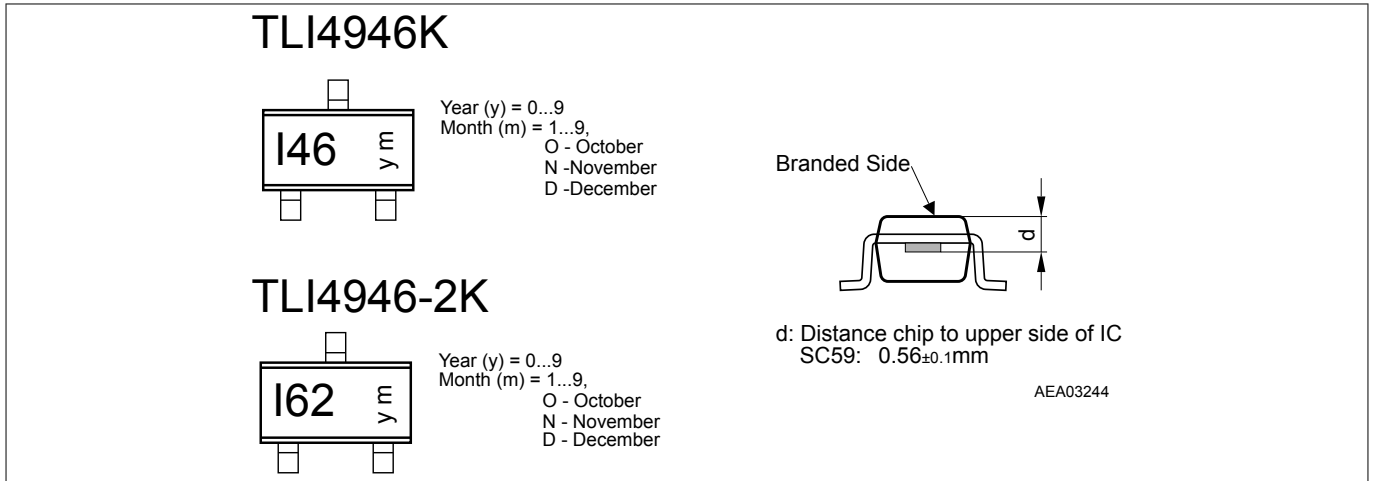 TLI4946K
I46
y m
Year (y) = 0...9
Month (m) = 1...9,
O - October
N -November
D -December
TLI4946-2K
I62
y m
Year (y) = 0...9
Month (m) = 1...9,
O - October
N - November
D - December
Branded Side
d
d: Distance chip to upper side of IC
SC59: 0.56±0.1mm
AEA03244